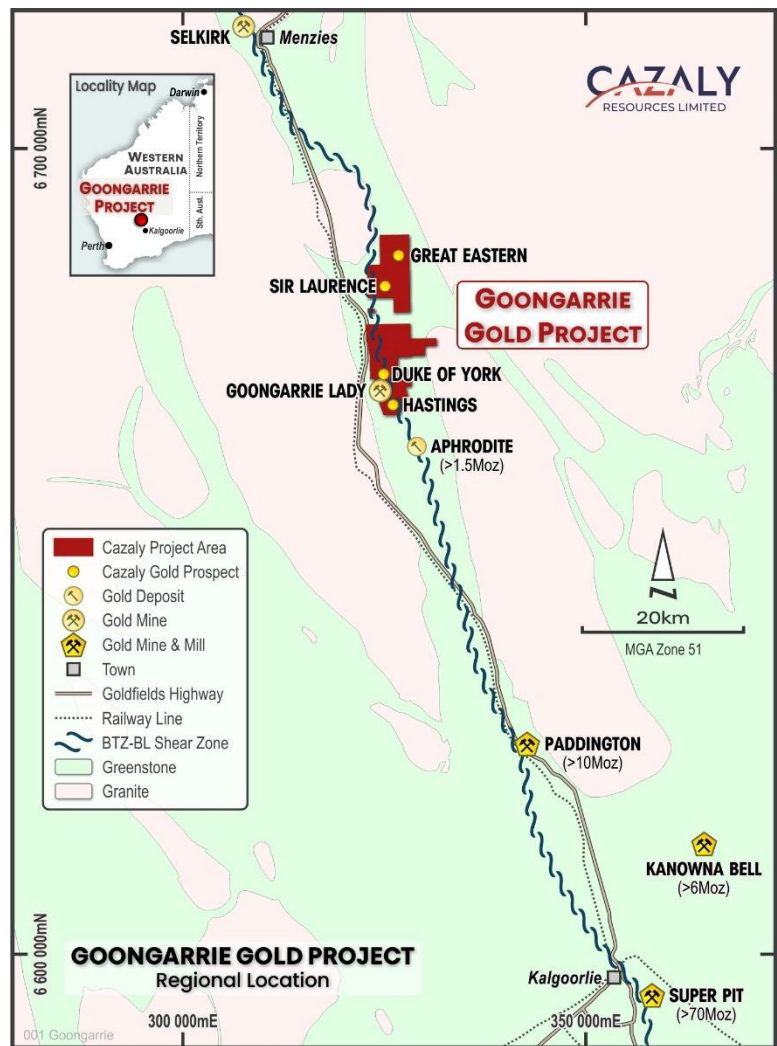 SELKIRK
Menzies
CAZALY
RESOURCES LIMITED
Locality Map
Darwin
WESTERN
AUSTRALIA
Northern Territory
GOONGARRIE
PROJECT
Kalgoorlie
Sth. Aust.
Perth
6 700 000mN
GREAT EASTERN
SIR LAURENCE
GOONGARRIE
GOLD PROJECT
DUKE OF YORK
GOONGARRIE LADY
HASTINGS
APHRODITE
(>1.5Moz)
Cazaly Project Area
Cazaly Gold Prospect
Gold Deposit
Gold Mine
Gold Mine & Mill
Town
Goldfields Highway
Railway Line
BTZ-BL Shear Zone
Greenstone
Granite
N
20km
MGA Zone 51
PADDINGTON
(>10Moz)
KANOWNA BELL
(>6Moz)
6 600 000mN
GOONGARRIE GOLD PROJECT
Regional Location
Kalgoorlie
SUPER PIT
(>70Moz)
001 Goongarrie
300 000mE
350 000mE